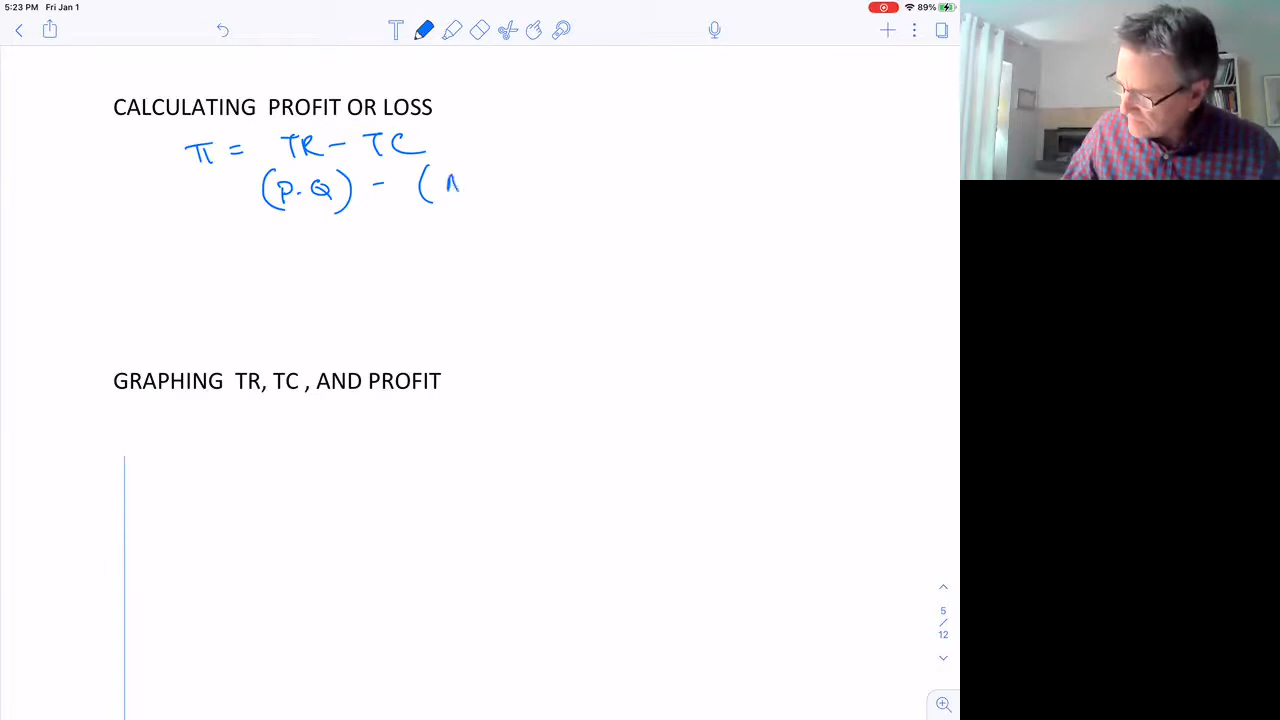 5:23 PM Fri Jan 1
89%
T
CALCULATING PROFIT OR LOSS
π = TR - TC
(P.Q) - (
GRAPHING TR, TC , AND PROFIT
5
/
12